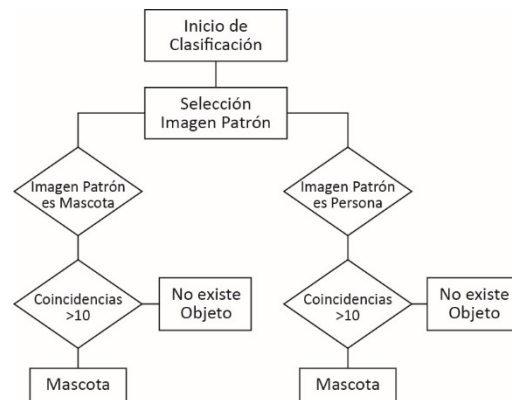 Inicio de
Clasificación
Selección
Imagen Patrón
Imagen Patrón
es Mascota
Imagen Patrón
es Persona
Coincidencias
>10
No existe
Objeto
Coincidencias
>10
No existe
Objeto
Mascota
Mascota